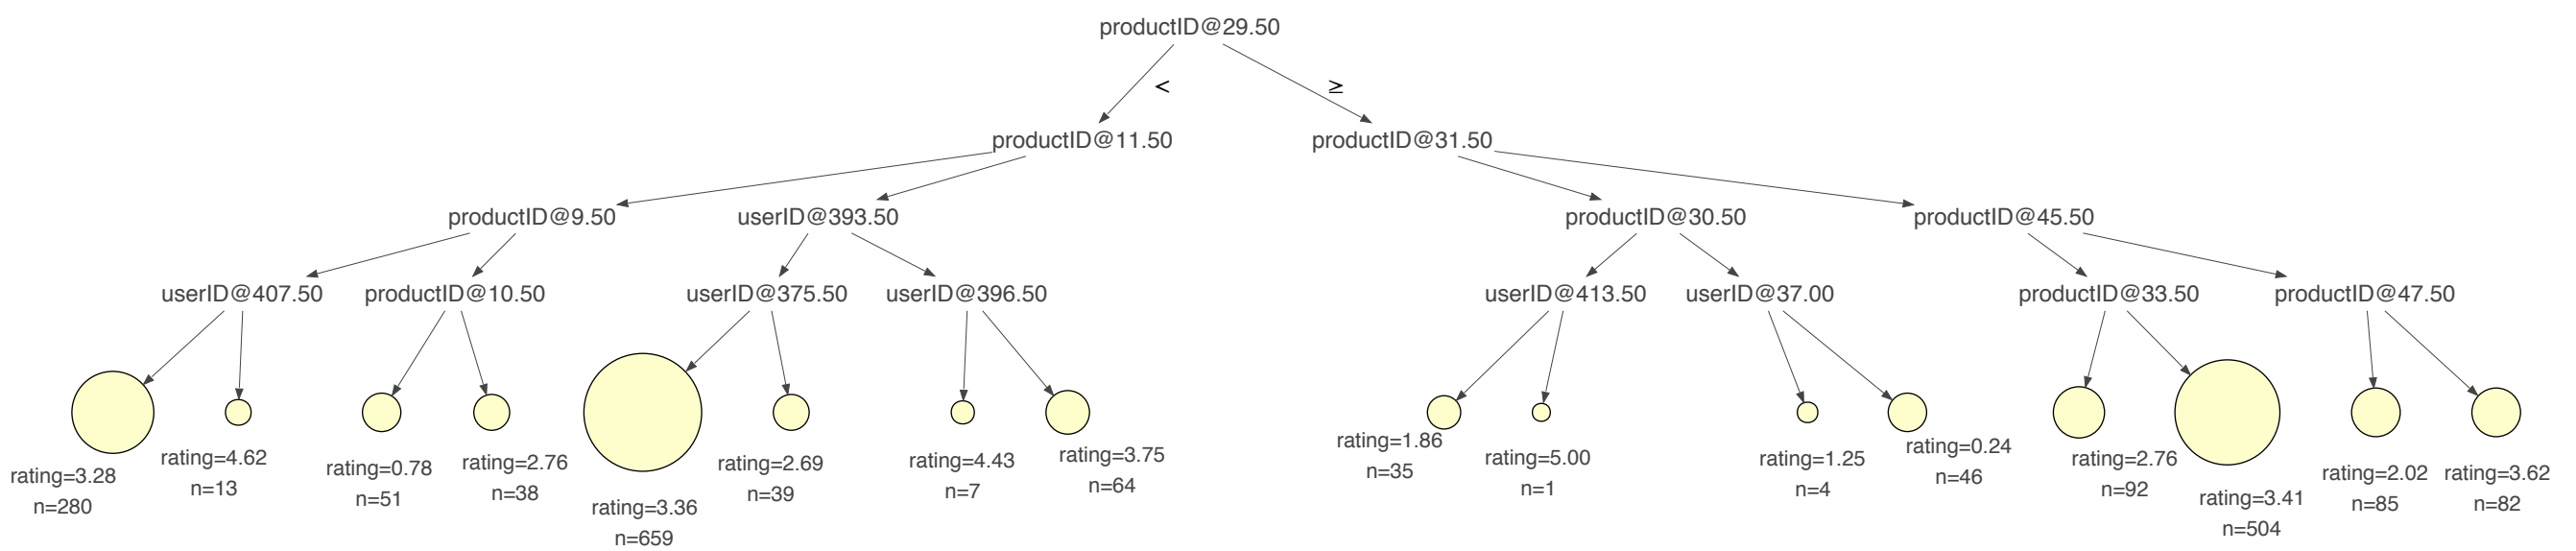 productID@29.50
<
≥
productID@11.50
productID@31.50
productID@9.50
userID@393.50
productID@30.50
productID@45.50
userID@407.50
productID@10.50
userID@375.50
userID@396.50
userID@413.50
userID@37.00
productID@33.50
productID@47.50
rating=3.28
n=280
rating=4.62
n=13
rating=0.78
n=51
rating=2.76
n=38
rating=3.36
n=659
rating=2.69
n=39
rating=4.43
n=7
rating=3.75
n=64
rating=1.86
n=35
rating=5.00
n=1
rating=1.25
n=4
rating=0.24
n=46
rating=2.76
n=92
rating=3.41
n=504
rating=2.02
n=85
rating=3.62
n=82